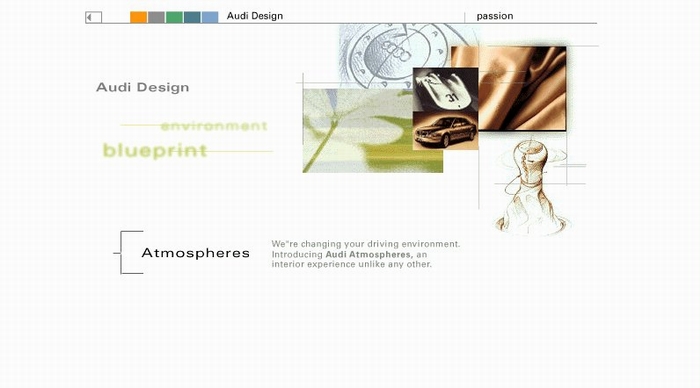 Audi Design
passion
Audi Design
environment
blueprint
Atmospheres
We"re changing your driving environment.
Introducing Audi Atmospheres, an
interior experience unlike any other.